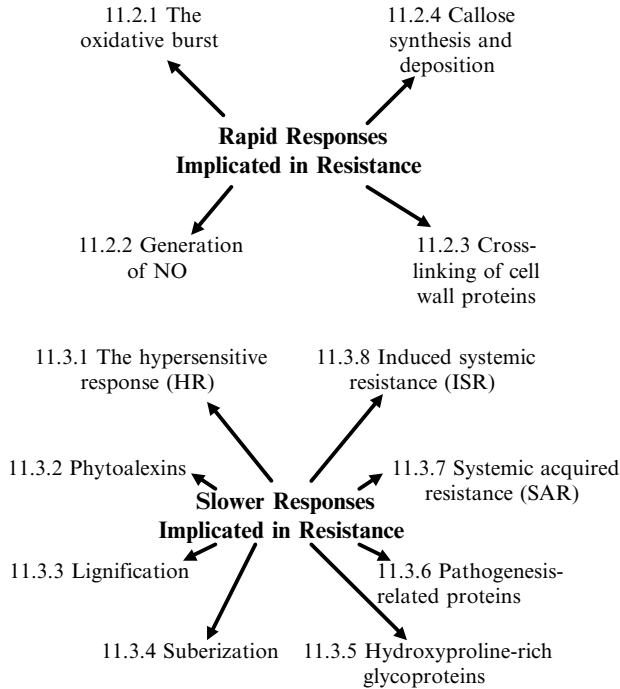 11.2.1 The
oxidative burst
11.2.4 Callose
synthesis and
deposition
Rapid Responses
Implicated in Resistance
11.2.2 Generation
of NO
11.2.3 Cross-
linking of cell
wall proteins
11.3.1 The hypersensitive
response (HR)
11.3.8 Induced systemic
resistance (ISR)
11.3.2 Phytoalexins
11.3.7 Systemic acquired
resistance (SAR)
Slower Responses
Implicated in Resistance
11.3.3 Lignification
11.3.6 Pathogenesis-
related proteins
11.3.4 Suberization
11.3.5 Hydroxyproline-rich
glycoproteins